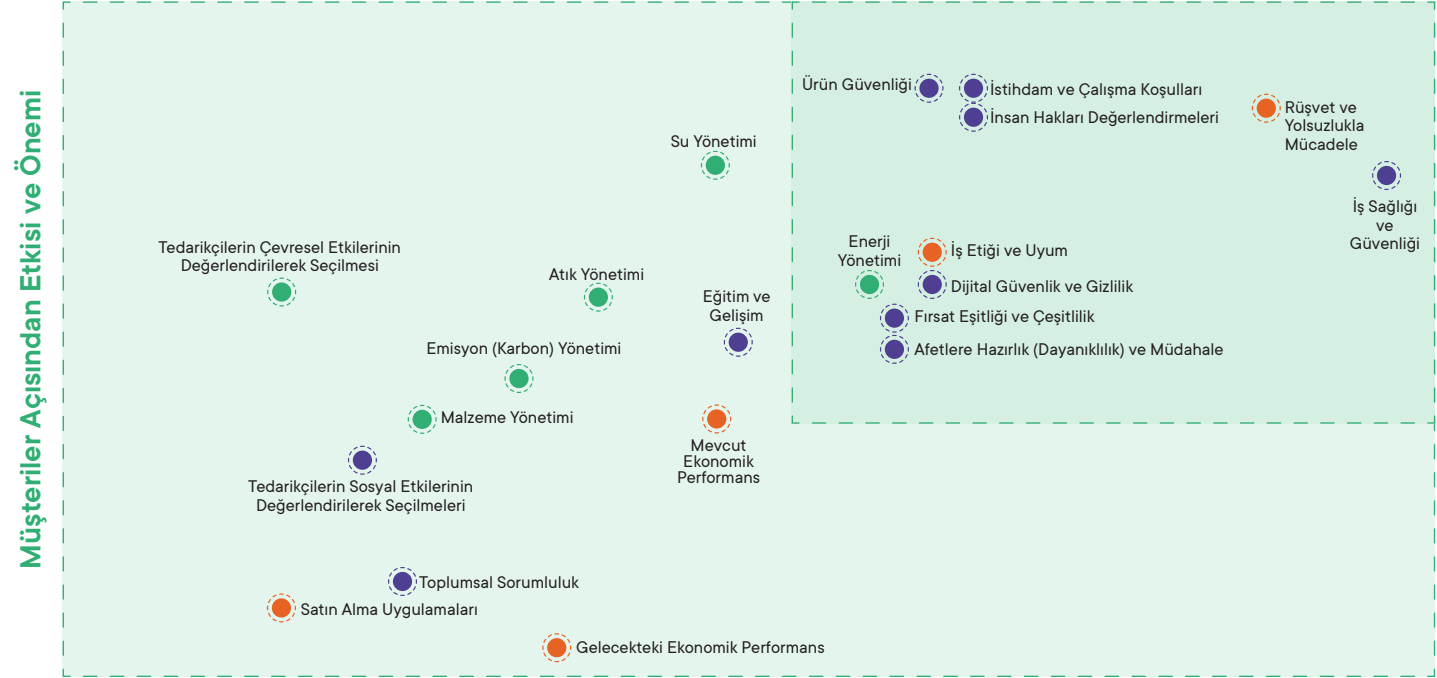 Müşteriler Açısından Etkisi ve Önemi
Ürün Güvenliği
İstihdam ve Çalışma Koşulları
İnsan Hakları Değerlendirmeleri
Rüşvet ve
Yolsuzlukla
Mücadele
Su Yönetimi
İş Sağlığı
ve
Güvenliği
Tedarikçilerin Çevresel Etkilerinin
Değerlendirilerek Seçilmesi
Enerji
Yönetimi
İş Etiği ve Uyum
Atık Yönetimi
Dijital Güvenlik ve Gizlilik
Eğitim ve
Gelişim
Fırsat Eşitliği ve Çeşitlilik
Emisyon (Karbon) Yönetimi
Afetlere Hazırlık (Dayanıklılık) ve Müdahale
Malzeme Yönetimi
Mevcut
Ekonomik
Performans
Tedarikçilerin Sosyal Etkilerinin
Değerlendirilerek Seçilmeleri
Toplumsal Sorumluluk
Satın Alma Uygulamaları
Gelecekteki Ekonomik Performans